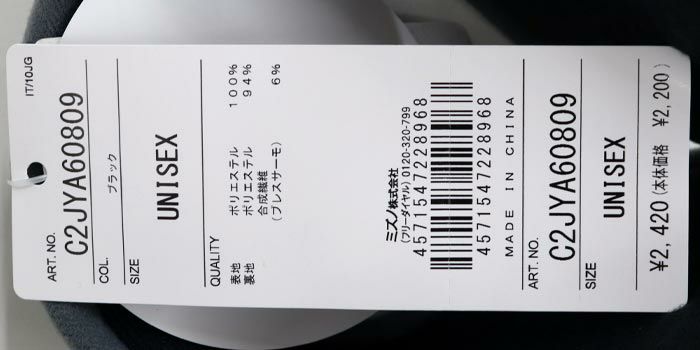 IT/10JG
ART. NO.
C2JYA60809
COL.
ブラック
SIZE
UNISEX
QUALITY
表地 ポリエステル 100%
裏地 ポリエステル 94%
合成繊維 6%
(ブレスサーモ)
ミズノ株式会社
(フリーダイヤル) 0120-320-799
4571547228968
4571547228968
MADE IN CHINA
ART. NO.
C2JYA60809
SIZE
UNISEX
¥2,420 (本体価格 ¥2,200)